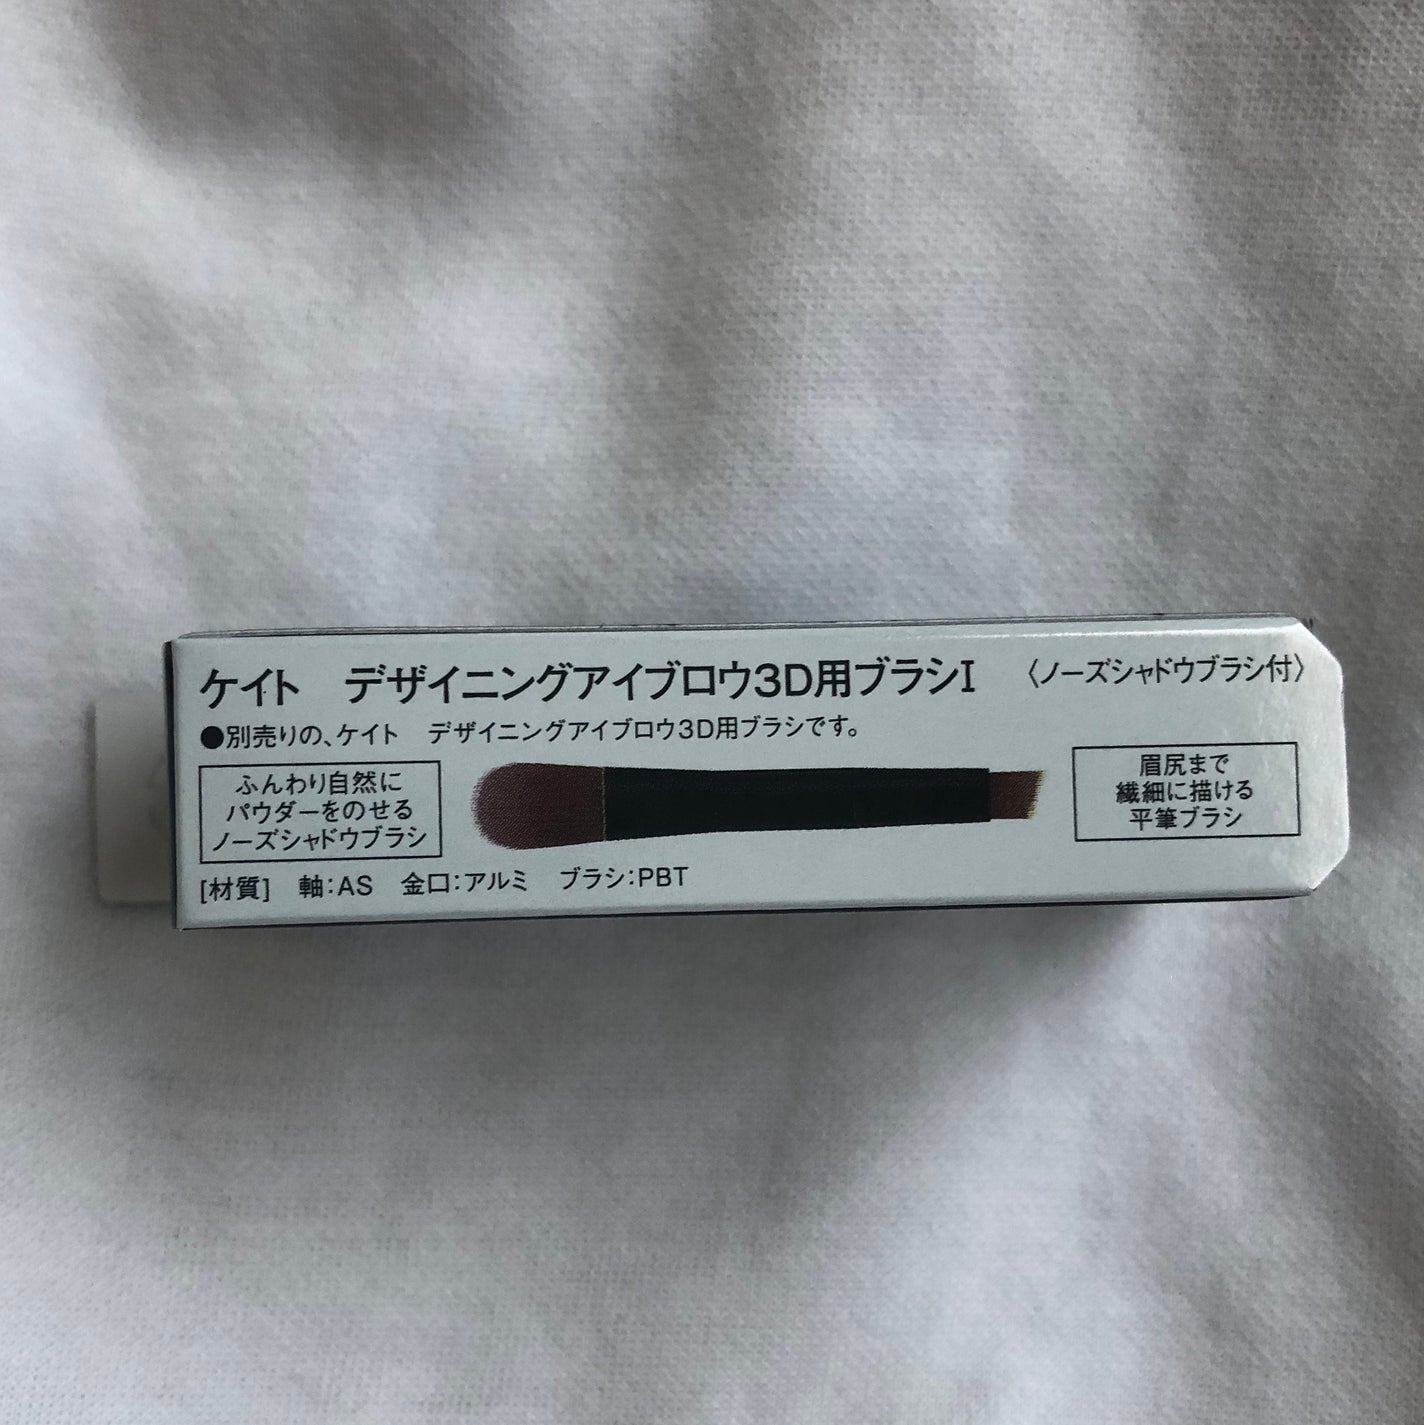 ケイト　デザイニングアイブロウ3D用ブラシI　〈ノーズシャドウブラシ付〉
●別売りの、ケイト　デザイニングアイブロウ3D用ブラシです。
ふんわり自然に
パウダーをのせる
ノーズシャドウブラシ
眉尻まで
繊細に描ける
平筆ブラシ
[材質]　軸：AS　金口：アルミ　ブラシ：PBT